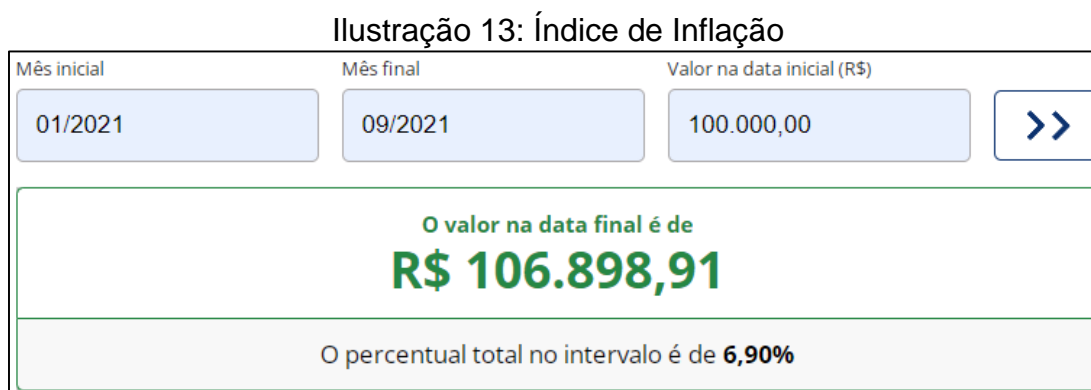 Ilustração 13: Índice de Inflação
Mês inicial Mês final Valor na data inicial (R$)
01/2021 09/2021 100.000,00 >>
O valor na data final é de
R$ 106.898,91
O percentual total no intervalo é de 6,90%